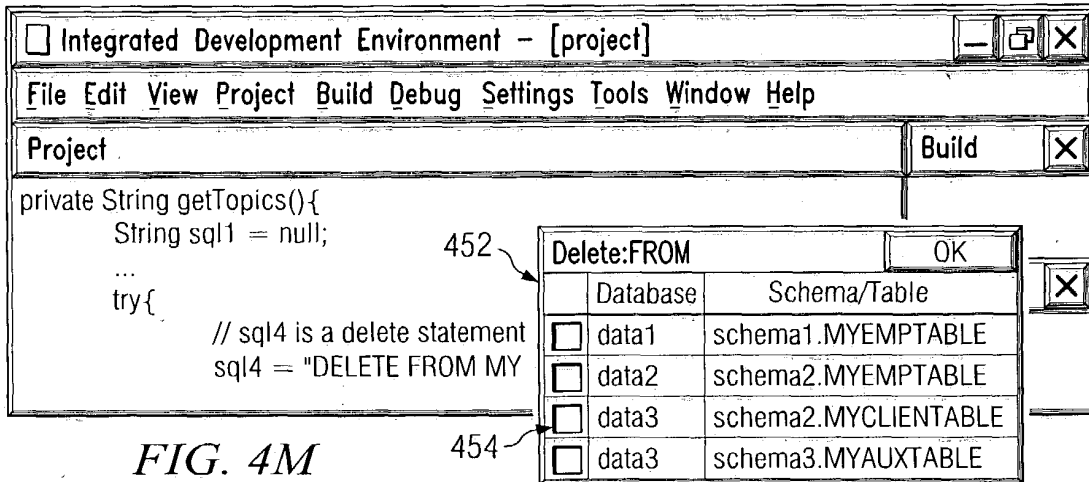 Integrated Development Environment – [project]
File Edit View Project Build Debug Settings Tools Window Help
Project
Build
private String getTopics(){
String sql1 = null;
...
try{
// sql4 is a delete statement
sql4 = "DELETE FROM MY
452
Delete:FROM OK
Database Schema/Table
data1 schema1.MYEMPTABLE
data2 schema2.MYEMPTABLE
data3 schema2.MYCLIENTABLE
data3 schema3.MYAUXTABLE
454
FIG. 4M